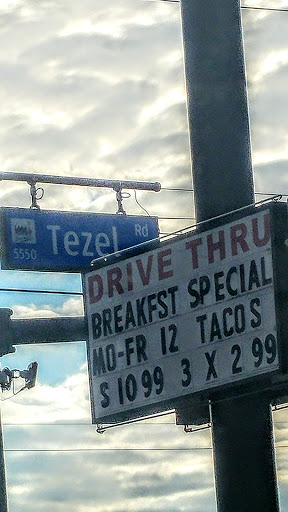 Tezel Rd
5550
DRIVE THRU
BREAKFST SPECIAL
MO-FR 12 TACOS
S 10 99 3 X 2 99